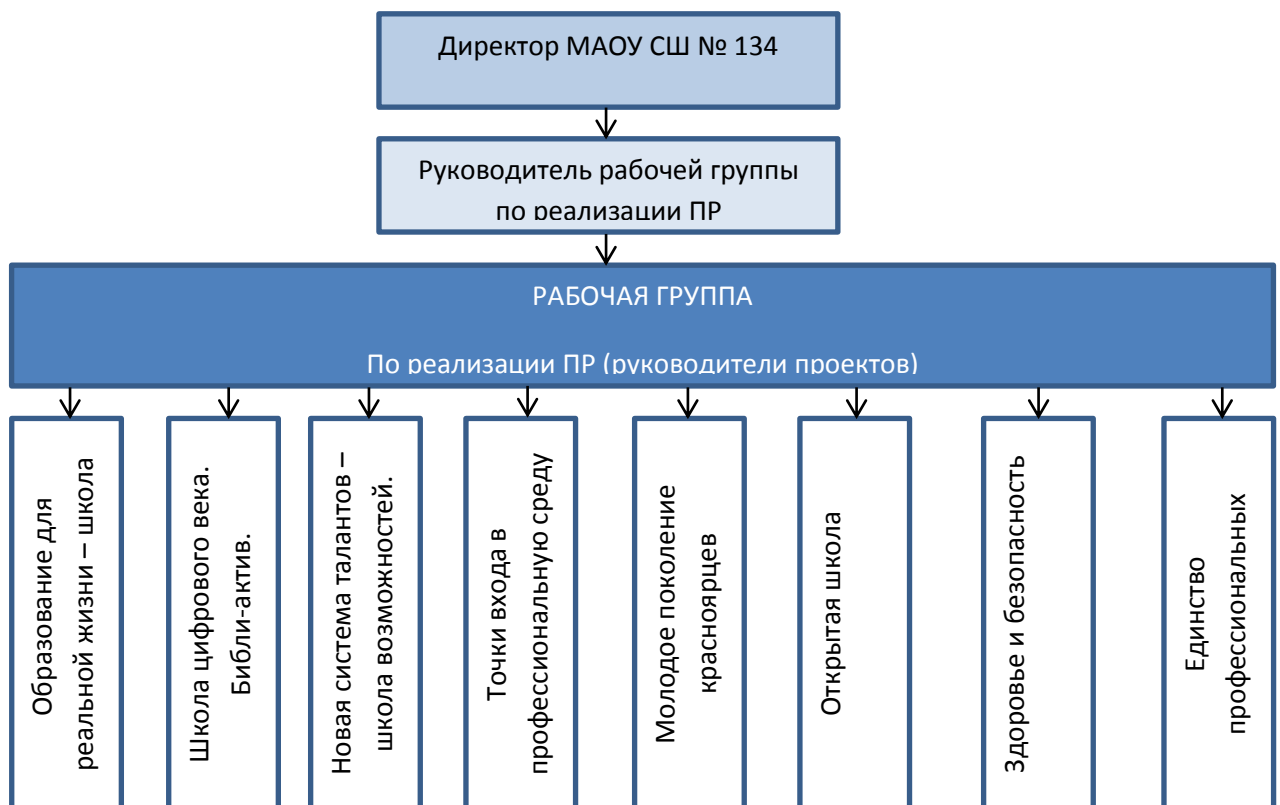 Директор МАОУ СШ № 134
Руководитель рабочей группы
по реализации ПР
РАБОЧАЯ ГРУППА
По реализации ПР (руководители проектов)
Образование для
реальной жизни – школа
Школа цифрового века.
Библи-актив.
Новая система талантов –
школа возможностей.
Точки входа в
профессиональную среду
Молодое поколение
красноярцев
Открытая школа
Здоровье и безопасность
Единство
профессиональных